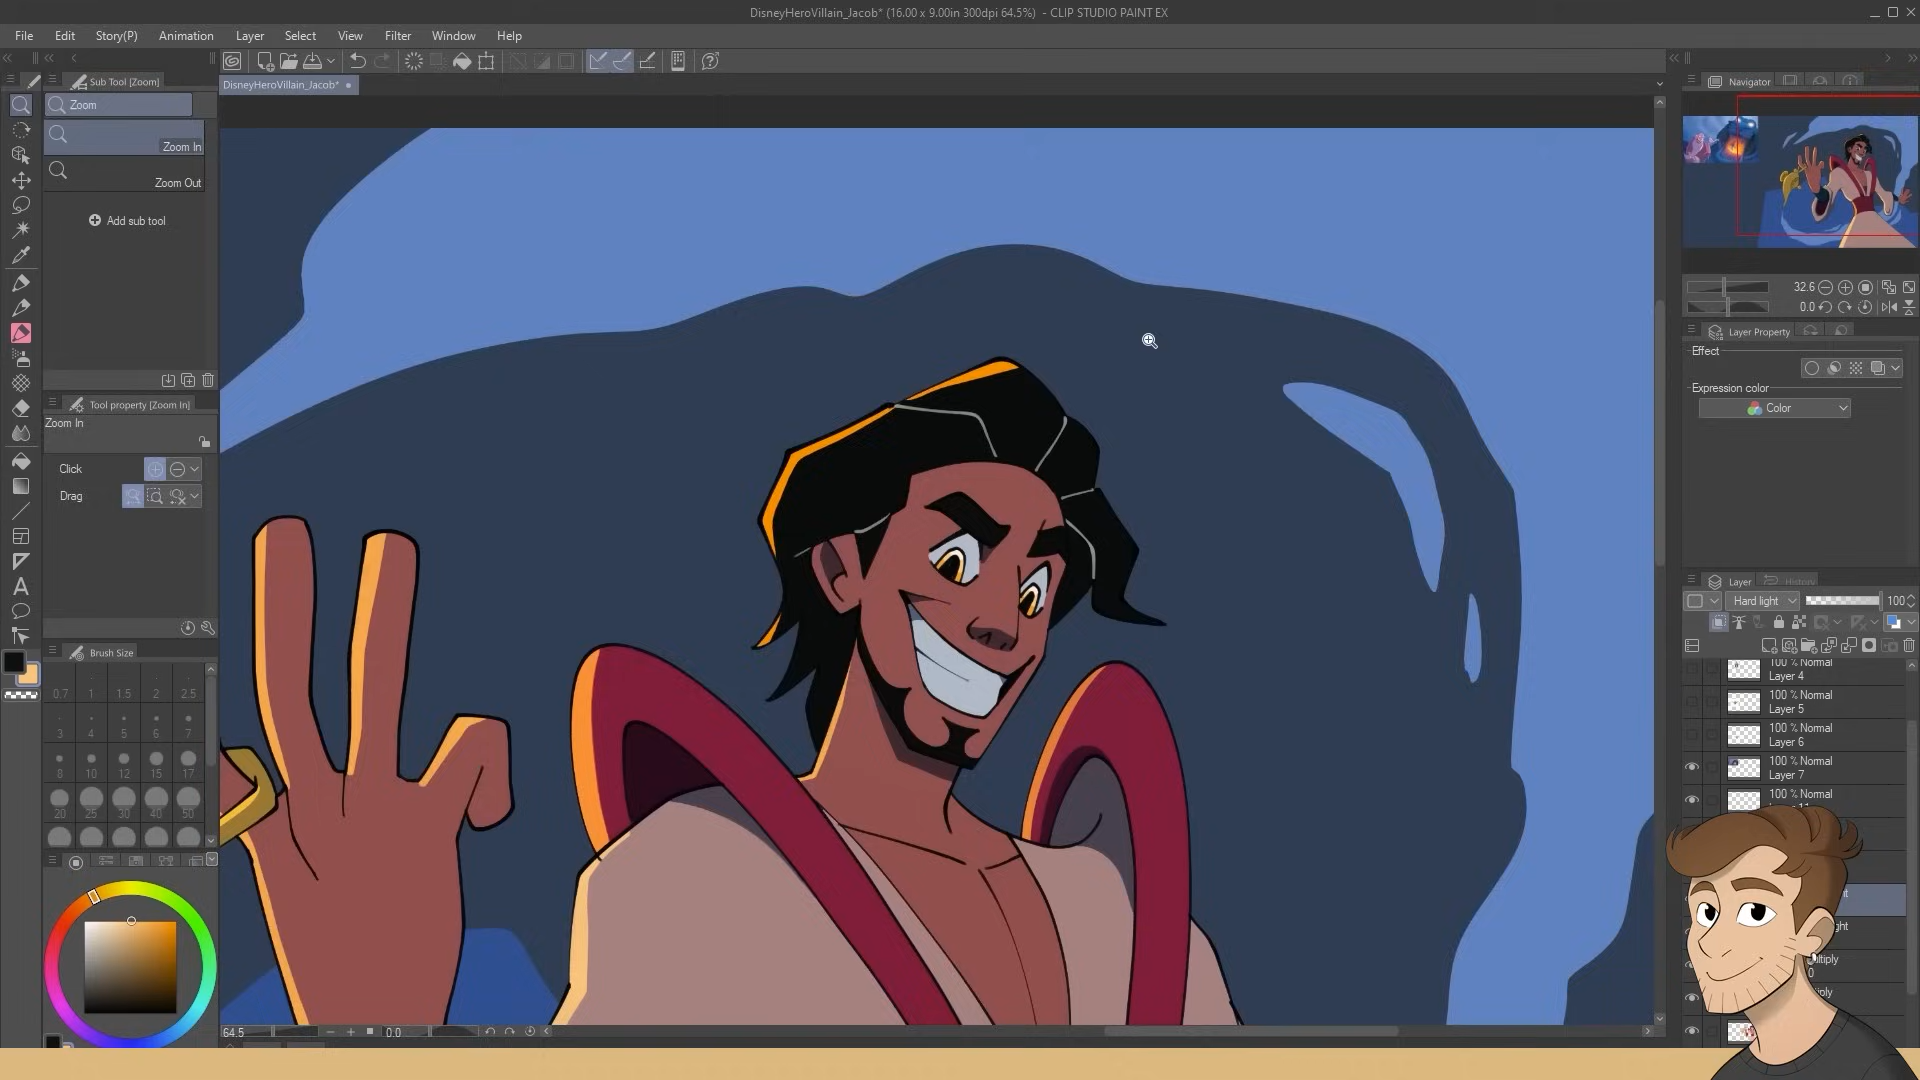 DisneyHeroVillain_Jacob* (16.00 x 9.00in 300dpi 64.5%) - CLIP STUDIO PAINT EX
File Edit Story(P) Animation Layer Select View Filter Window Help
Sub Tool [Zoom]
DisneyHeroVillain_Jacob*
Navigator
Zoom
Zoom In
Zoom Out
Add sub tool
32.6
0.0
Layer Property
Effect
Expression color
Color
Tool property [Zoom In]
Zoom In
Click
Drag
Layer
History
Hard light
100
Brush Size
0.7 1 1.5 2 2.5
3 4 5 6 7
8 10 12 15 17
20 25 30 40 50
100 % Normal
Layer 4
100 % Normal
Layer 5
100 % Normal
Layer 6
100 % Normal
Layer 7
100 % Normal
64.5
0.0
A